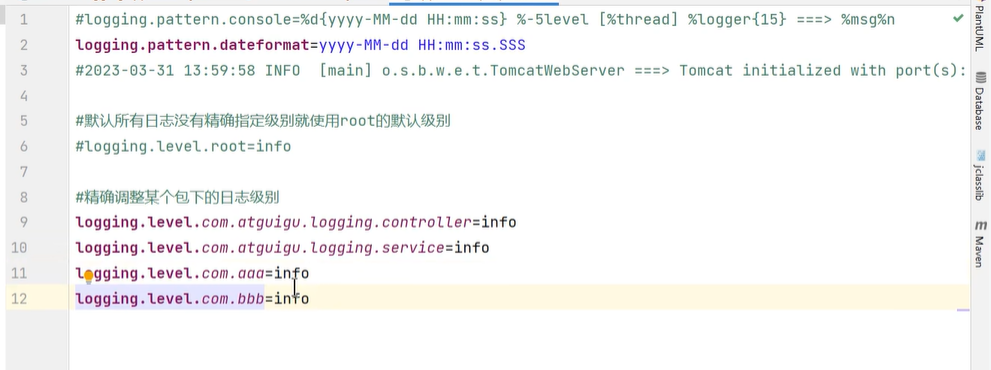 1 #logging.pattern.console=%d{yyyy-MM-dd HH:mm:ss} %-5level [%thread] %logger{15} ===> %msg%n
2 logging.pattern.dateformat=yyyy-MM-dd HH:mm:ss.SSS
3 #2023-03-31 13:59:58 INFO  [main] o.s.b.w.e.t.TomcatWebServer ===> Tomcat initialized with port(s):
4
5 #默认所有日志没有精确指定级别就使用root的默认级别
6 #logging.level.root=info
7
8 #精确调整某个包下的日志级别
9 logging.level.com.atguigu.logging.controller=info
10 logging.level.com.atguigu.logging.service=info
11 logging.level.com.aaa=info
12 logging.level.com.bbb=info
PlantUML
Database
jclasslib
m Maven